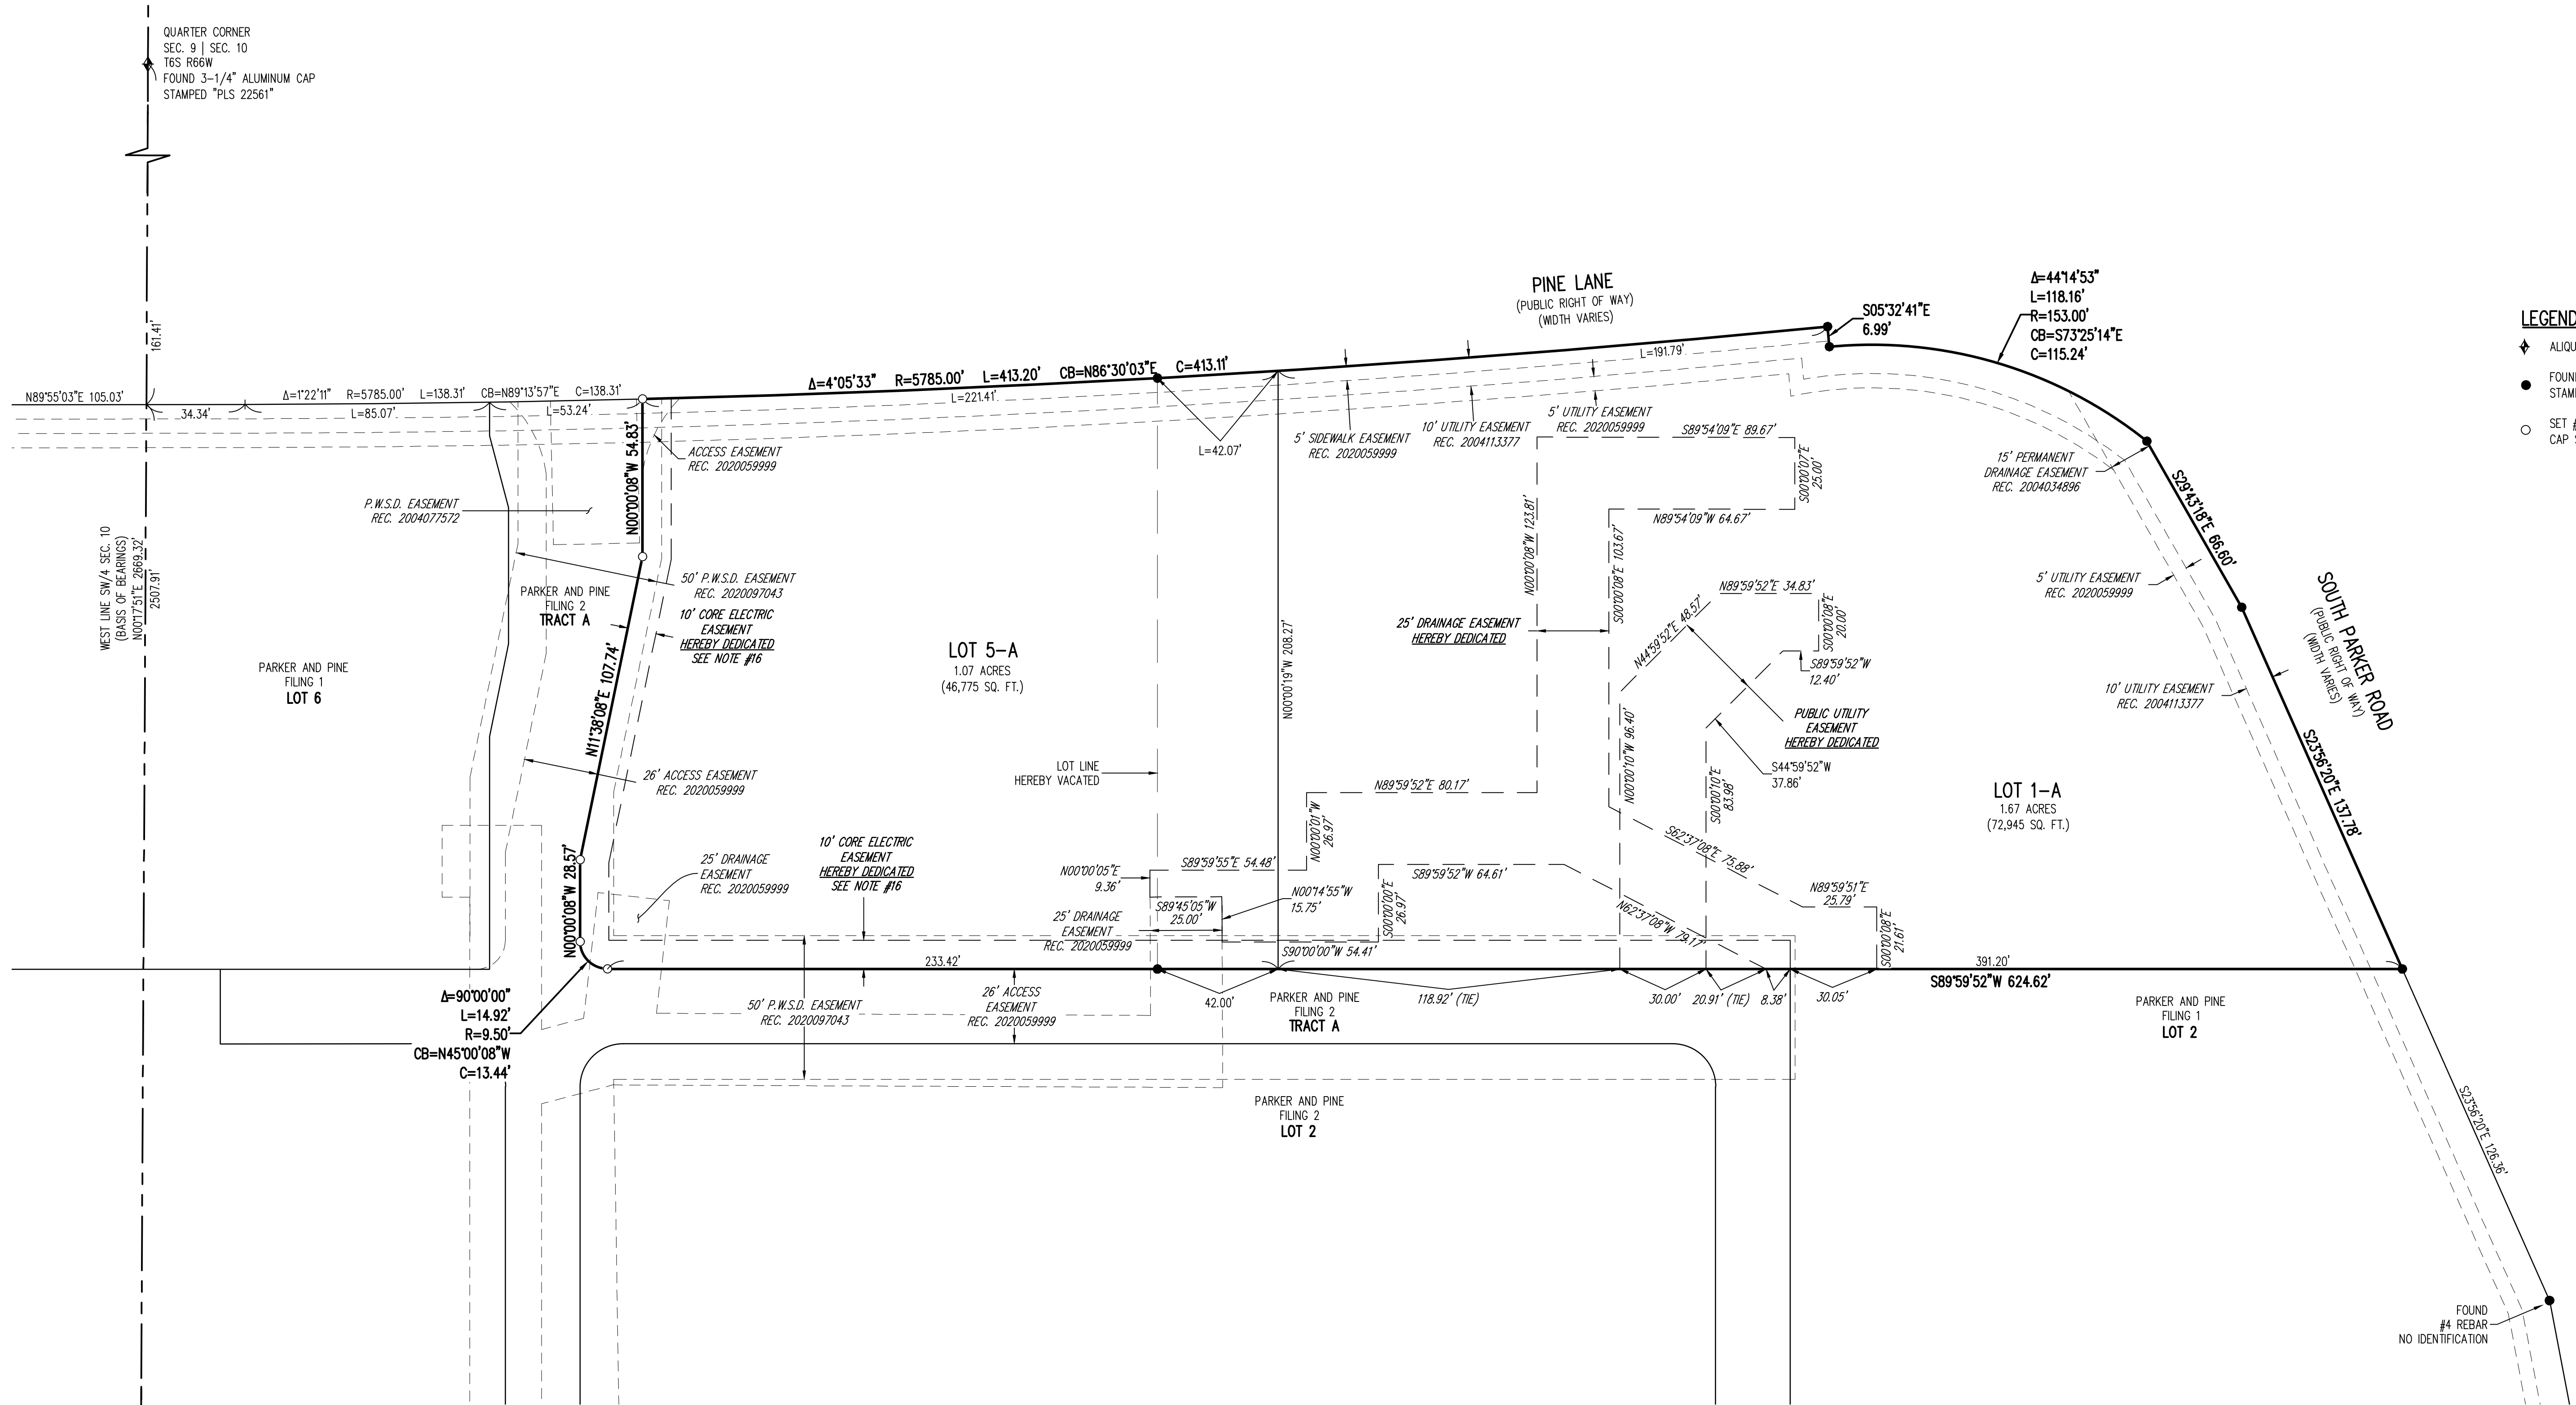 QUARTER CORNER
SEC. 9 | SEC. 10
T6S R66W
FOUND 3-1/4" ALUMINUM CAP
STAMPED "PLS 22561"
161.41'
N89°55'03"E 105.03'
34.34'
Δ=1°22'11" R=5785.00' L=138.31' CB=N89°13'57"E C=138.31'
L=85.07'
L=53.24'
Δ=4°05'33" R=5785.00' L=413.20' CB=N86°30'03"E C=413.11'
L=221.41'
L=42.07'
L=191.79'
PINE LANE
(PUBLIC RIGHT OF WAY)
(WIDTH VARIES)
S05°32'41"E
6.99'
Δ=44°14'53"
L=118.16'
R=153.00'
CB=S73°25'14"E
C=115.24'
LEGEND
5' SIDEWALK EASEMENT
REC. 2020059999
10' UTILITY EASEMENT
REC. 2004113377
5' UTILITY EASEMENT
REC. 2020059999
15' PERMANENT
DRAINAGE EASEMENT
REC. 2004034896
S29°43'18"E 66.60'
5' UTILITY EASEMENT
REC. 2020059999
10' UTILITY EASEMENT
REC. 2004113377
SOUTH PARKER ROAD
(PUBLIC RIGHT OF WAY)
(WIDTH VARIES)
S23°56'20"E 137.78'
WEST LINE SW/4 SEC. 10
(BASIS OF BEARINGS)
N00°17'51"E 2669.32'
2507.91'
P.W.S.D. EASEMENT
REC. 2004077572
N00°00'08"W 54.83'
ACCESS EASEMENT
REC. 2020059999
50' P.W.S.D. EASEMENT
REC. 2020097043
PARKER AND PINE
FILING 2
TRACT A
10' CORE ELECTRIC
EASEMENT
HEREBY DEDICATED
SEE NOTE #16
N11°38'08"E 107.74'
PARKER AND PINE
FILING 1
LOT 6
26' ACCESS EASEMENT
REC. 2020059999
LOT 5-A
1.07 ACRES
(46,775 SQ. FT.)
LOT LINE
HEREBY VACATED
N00°00'19"W 208.27'
25' DRAINAGE EASEMENT
HEREBY DEDICATED
N00°00'08"W 123.81'
S89°54'09"E 89.67'
S00°00'07"E
25.00'
N89°54'09"W 64.67'
S00°00'08"E 103.67'
N89°59'52"E 34.83'
S00°00'08"E
20.00'
N44°59'52"E 48.57'
S89°59'52"W
12.40'
PUBLIC UTILITY
EASEMENT
HEREBY DEDICATED
S44°59'52"W
37.86'
N00°00'10"W 96.40'
S00°00'10"E
83.98'
LOT 1-A
1.67 ACRES
(72,945 SQ. FT.)
N89°59'52"E 80.17'
N00°00'01"W
26.97'
S89°59'55"E 54.48'
N00°00'05"E
9.36'
S89°45'05"W
25.00'
N00°14'55"W
15.75'
S89°59'52"W 64.61'
S00°00'00"E
26.97'
S90°00'00"W 54.41'
S62°37'08"E 75.88'
N62°37'08"W 79.17'
N89°59'51"E
25.79'
S00°00'08"E
21.61'
N00°00'08"W 28.57'
25' DRAINAGE
EASEMENT
REC. 2020059999
10' CORE ELECTRIC
EASEMENT
HEREBY DEDICATED
SEE NOTE #16
25' DRAINAGE
EASEMENT
REC. 2020059999
233.42'
391.20'
S89°59'52"W 624.62'
Δ=90°00'00"
L=14.92'
R=9.50'
CB=N45°00'08"W
C=13.44'
50' P.W.S.D. EASEMENT
REC. 2020097043
26' ACCESS
EASEMENT
REC. 2020059999
42.00'
PARKER AND PINE
FILING 2
TRACT A
118.92' (TIE)
30.00'
20.91' (TIE)
8.38'
30.05'
PARKER AND PINE
FILING 1
LOT 2
PARKER AND PINE
FILING 2
LOT 2
S23°56'20"E 126.36'
FOUND
#4 REBAR
NO IDENTIFICATION